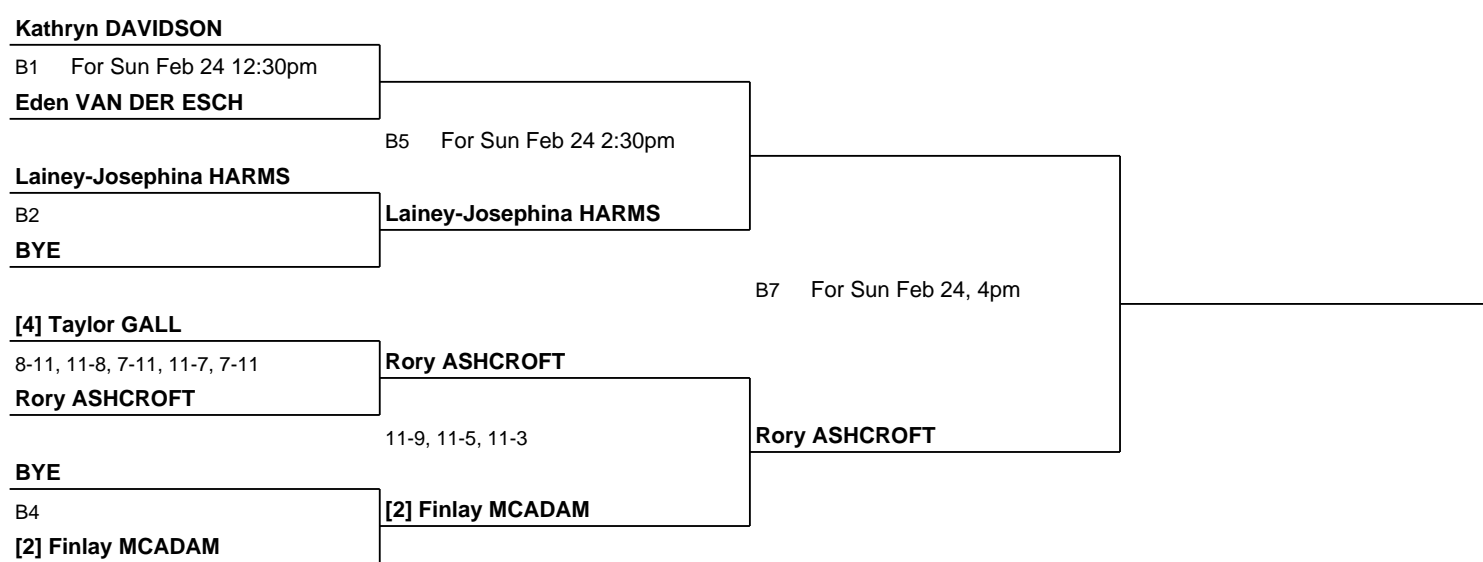 Kathryn DAVIDSON
B1 For Sun Feb 24 12:30pm
Eden VAN DER ESCH
B5 For Sun Feb 24 2:30pm
Lainey-Josephina HARMS
B2
Lainey-Josephina HARMS
BYE
B7 For Sun Feb 24, 4pm
[4] Taylor GALL
8-11, 11-8, 7-11, 11-7, 7-11
Rory ASHCROFT
Rory ASHCROFT
11-9, 11-5, 11-3
Rory ASHCROFT
BYE
B4
[2] Finlay MCADAM
[2] Finlay MCADAM